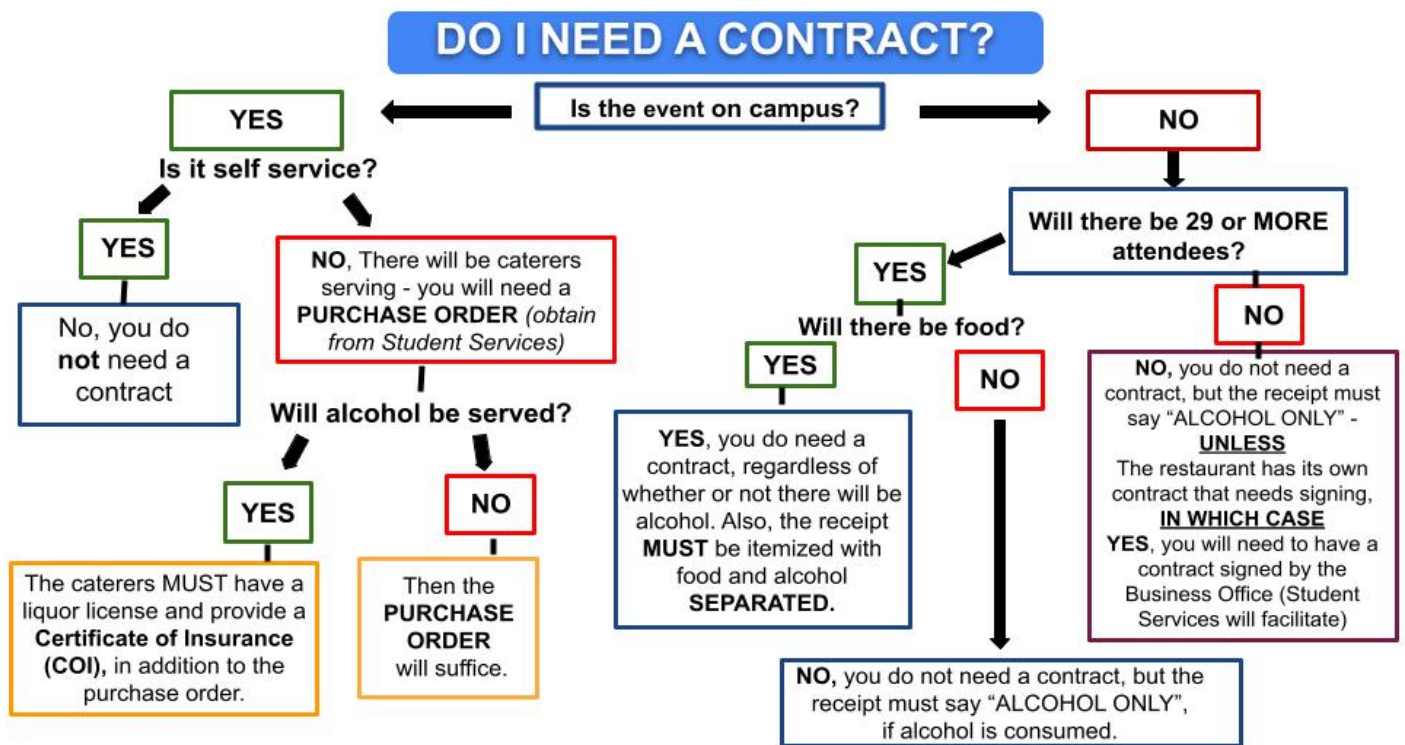 DO I NEED A CONTRACT?
Is the event on campus?
YES
Is it self service?
YES
No, you do
not need a
contract
NO, There will be caterers
serving - you will need a
PURCHASE ORDER (obtain
from Student Services)
Will alcohol be served?
YES
The caterers MUST have a
liquor license and provide a
Certificate of Insurance
(COI), in addition to the
purchase order.
NO
Then the
PURCHASE
ORDER
will suffice.
NO
Will there be 29 or MORE
attendees?
YES
Will there be food?
YES
YES, you do need a
contract, regardless of
whether or not there will be
alcohol. Also, the receipt
MUST be itemized with
food and alcohol
SEPARATED.
NO
NO, you do not need a contract, but the
receipt must say “ALCOHOL ONLY”,
if alcohol is consumed.
NO
NO, you do not need a
contract, but the receipt must
say “ALCOHOL ONLY” -
UNLESS
The restaurant has its own
contract that needs signing,
IN WHICH CASE
YES, you will need to have a
contract signed by the
Business Office (Student
Services will facilitate)